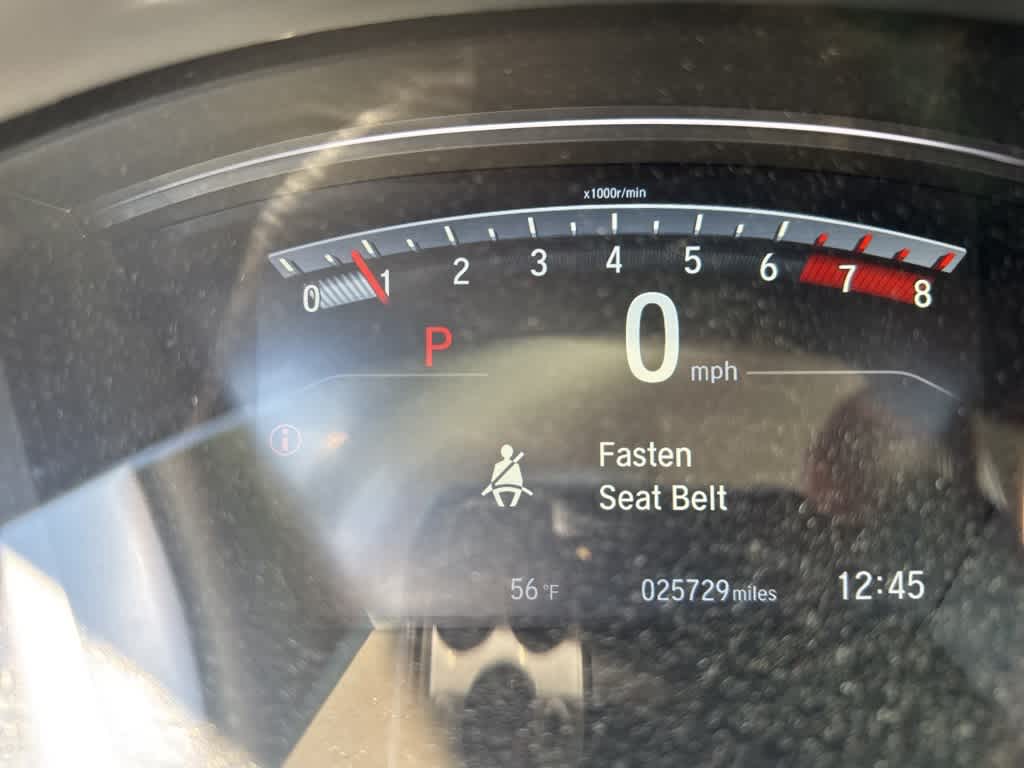 x1000r/min
0 1 2 3 4 5 6 7 8
P
0 mph
Fasten
Seat Belt
56 °F 025729 miles 12:45